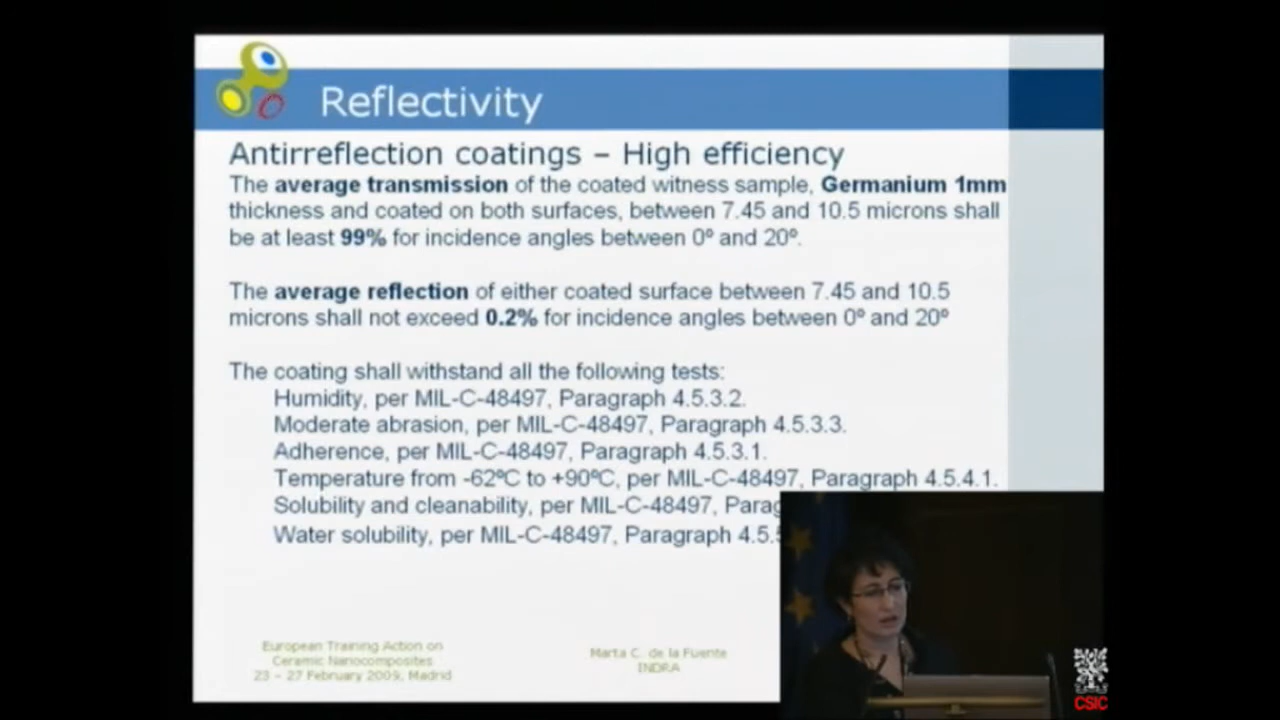 Reflectivity
Antirreflection coatings – High efficiency
The average transmission of the coated witness sample, Germanium 1mm
thickness and coated on both surfaces, between 7.45 and 10.5 microns shall
be at least 99% for incidence angles between 0º and 20º.
The average reflection of either coated surface between 7.45 and 10.5
microns shall not exceed 0.2% for incidence angles between 0º and 20º
The coating shall withstand all the following tests:
Humidity, per MIL-C-48497, Paragraph 4.5.3.2.
Moderate abrasion, per MIL-C-48497, Paragraph 4.5.3.3.
Adherence, per MIL-C-48497, Paragraph 4.5.3.1.
Temperature from -62ºC to +90ºC, per MIL-C-48497, Paragraph 4.5.4.1.
Solubility and cleanability, per MIL-C-48497,
Water solubility, per MIL-C-48497, Paragraph
European Training Action on
Ceramic Nanocomposites
23 – 27 February 2009, Madrid
Marta C. de la Fuente
INDRA
CSIC